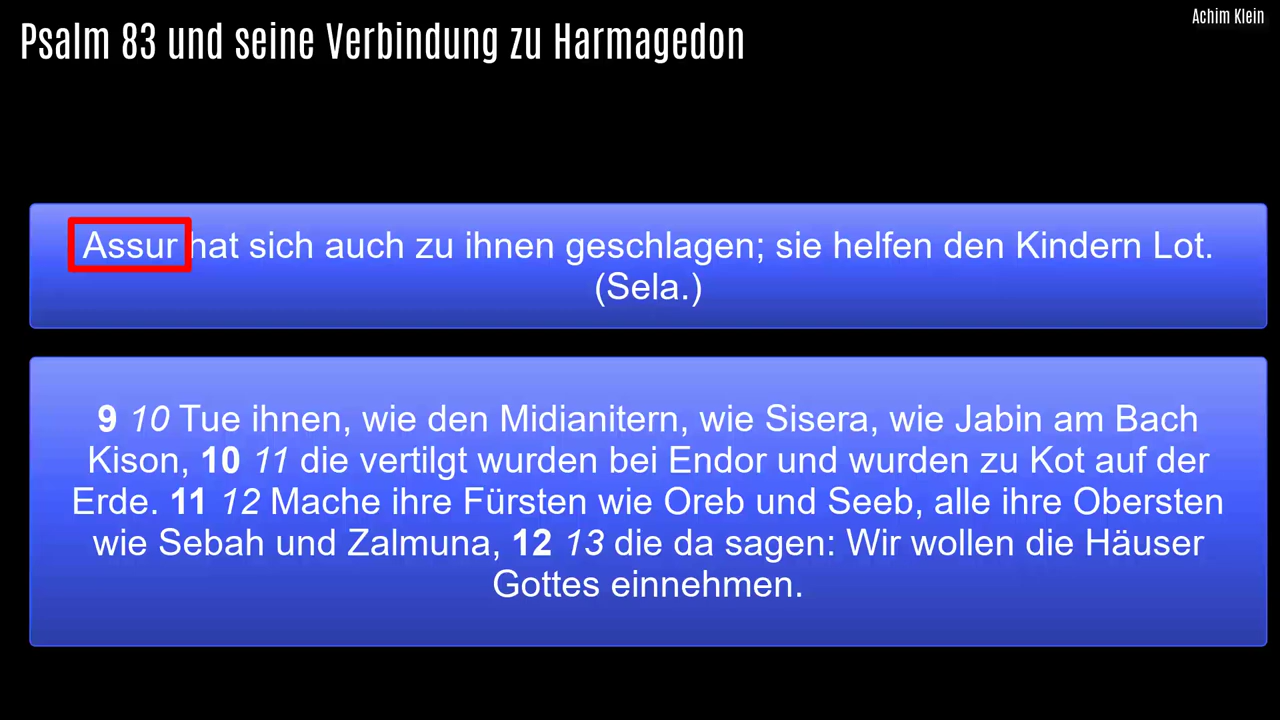 Achim Klein
Psalm 83 und seine Verbindung zu Harmagedon
Assur hat sich auch zu ihnen geschlagen; sie helfen den Kindern Lot.
(Sela.)
9 10 Tue ihnen, wie den Midianitern, wie Sisera, wie Jabin am Bach
Kison, 10 11 die vertilgt wurden bei Endor und wurden zu Kot auf der
Erde. 11 12 Mache ihre Fürsten wie Oreb und Seeb, alle ihre Obersten
wie Sebah und Zalmuna, 12 13 die da sagen: Wir wollen die Häuser
Gottes einnehmen.